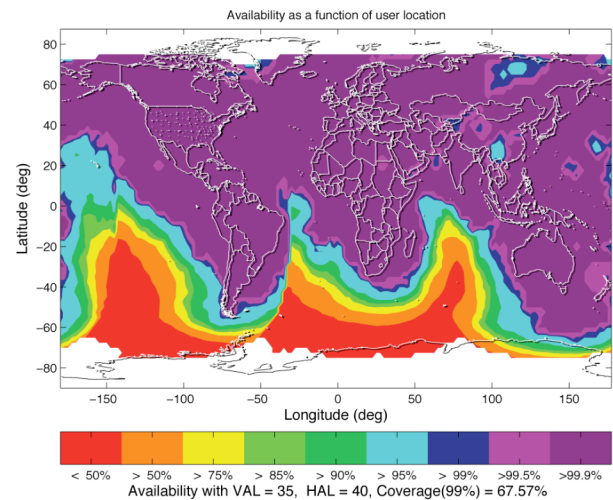 Availability as a function of user location
80
60
40
20
0
−20
−40
−60
−80
Latitude (deg)
−150 −100 −50 0 50 100 150
Longitude (deg)
< 50% > 50% > 75% > 85% > 90% > 95% > 99% >99.5% >99.9%
Availability with VAL = 35, HAL = 40, Coverage(99%) = 67.57%